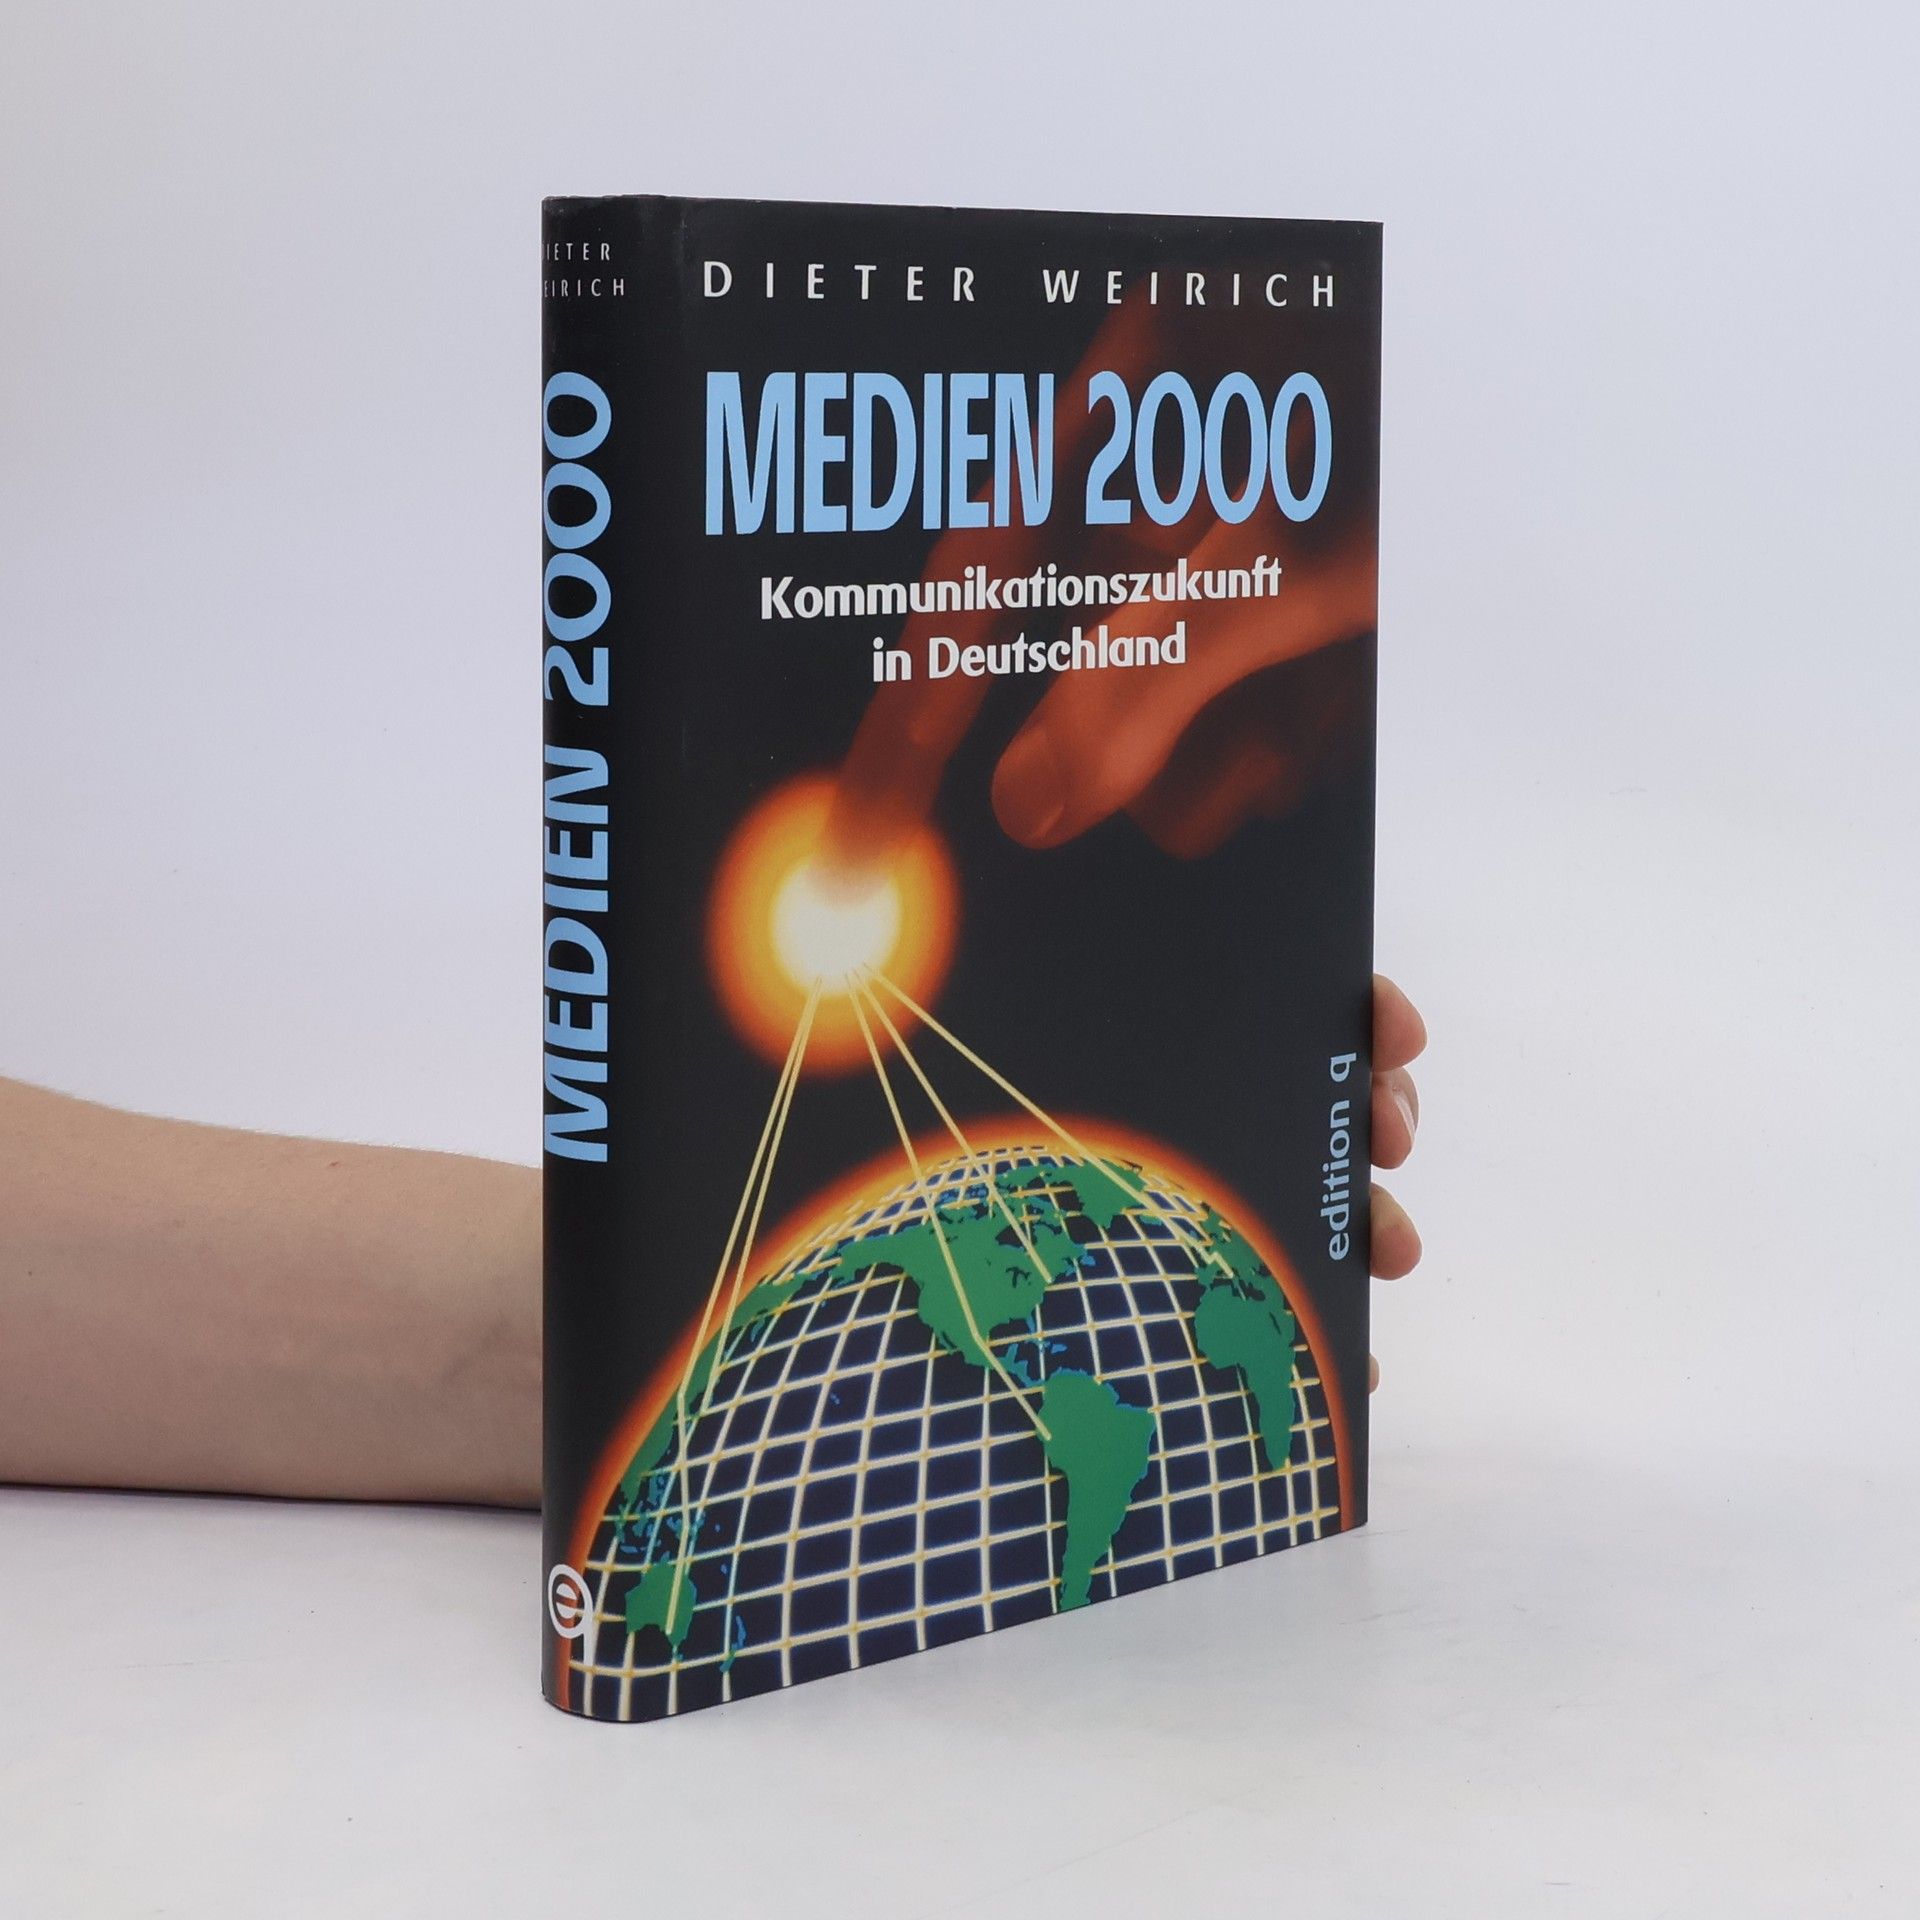 DIETER
WEIRICH
MEDIEN 2000
DIETER WEIRICH
MEDIEN 2000
Kommunikationszukunft
in Deutschland
edition q